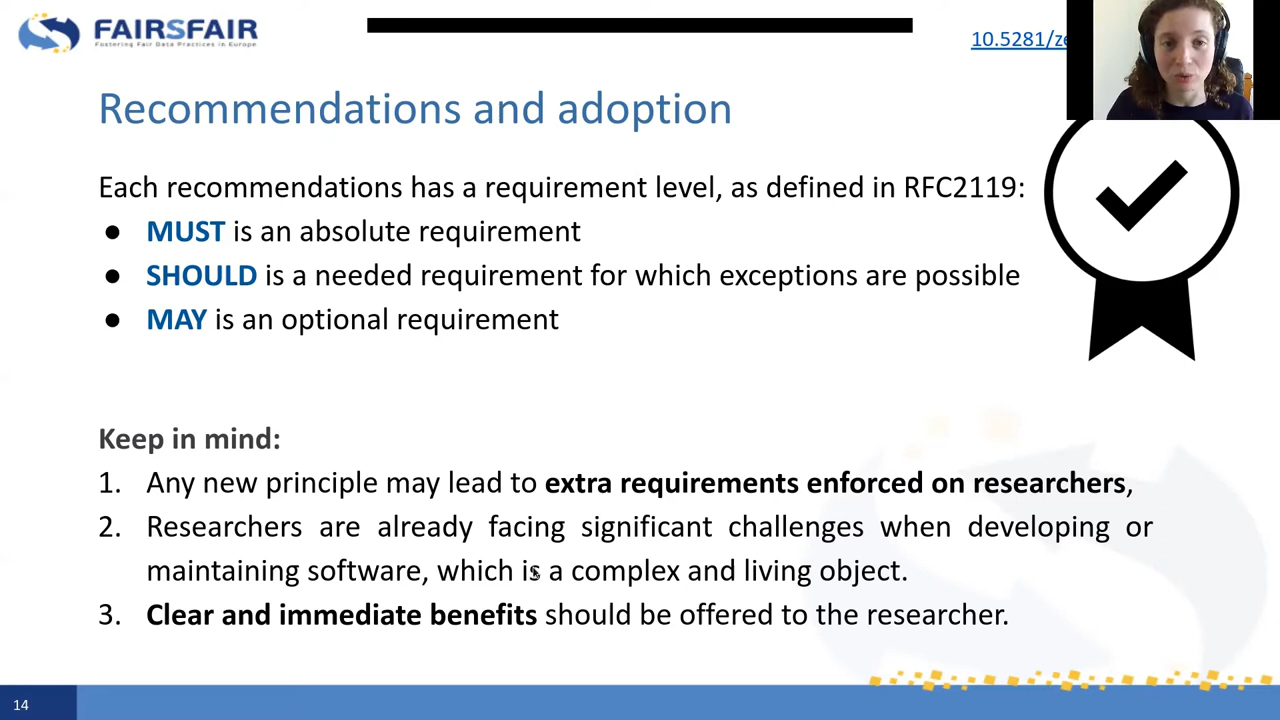 FAIRSFAIR
Fostering Fair Data Practices in Europe
10.5281/ze
Recommendations and adoption
Each recommendations has a requirement level, as defined in RFC2119:
● MUST is an absolute requirement
● SHOULD is a needed requirement for which exceptions are possible
● MAY is an optional requirement
Keep in mind:
1. Any new principle may lead to extra requirements enforced on researchers,
2. Researchers are already facing significant challenges when developing or
maintaining software, which is a complex and living object.
3. Clear and immediate benefits should be offered to the researcher.
14